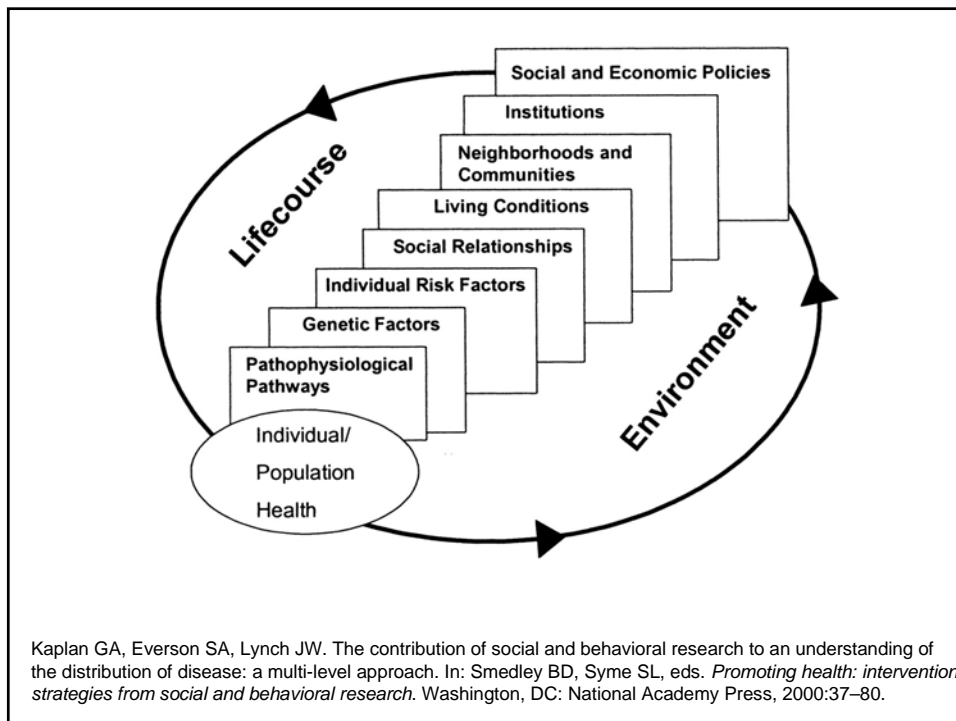 Social and Economic Policies
Institutions
Neighborhoods and
Communities
Living Conditions
Social Relationships
Individual Risk Factors
Genetic Factors
Pathophysiological
Pathways
Individual/
Population
Health
Lifecourse
Environment
Kaplan GA, Everson SA, Lynch JW. The contribution of social and behavioral research to an understanding of
the distribution of disease: a multi-level approach. In: Smedley BD, Syme SL, eds. Promoting health: intervention
strategies from social and behavioral research. Washington, DC: National Academy Press, 2000:37–80.